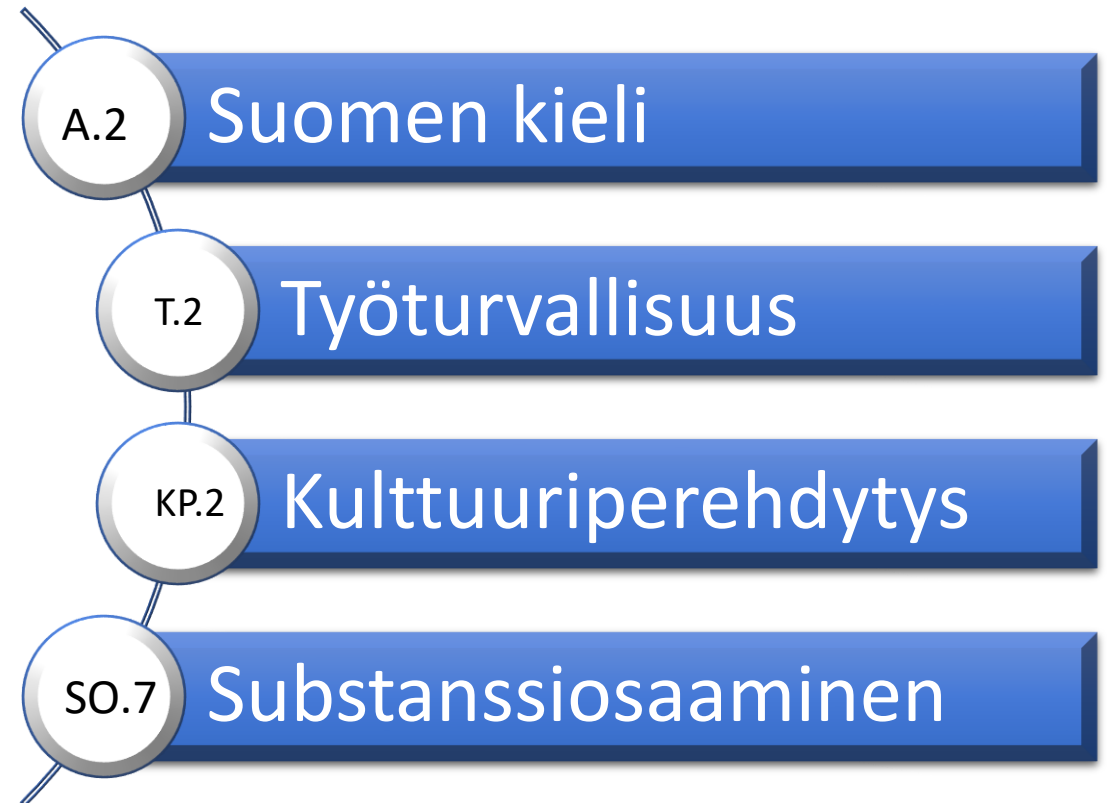 A.2 Suomen kieli
T.2 Työturvallisuus
KP.2 Kulttuuriperehdytys
SO.7 Substanssiosaaminen